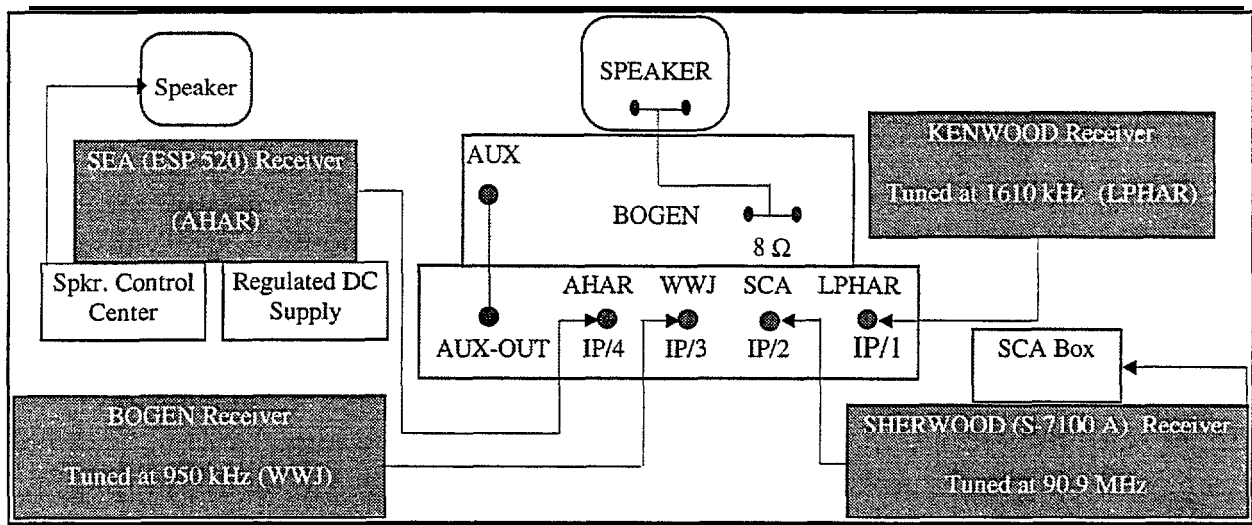 Speaker
SPEAKER
SEA (ESP 520) Receiver
(AHAR)
Spkr. Control
Center
Regulated DC
Supply
AUX
BOGEN
8 Ω
AHAR WWJ SCA LPHAR
AUX-OUT IP/4 IP/3 IP/2 IP/1
KENWOOD Receiver
Tuned at 1610 kHz (LPHAR)
SCA Box
BOGEN Receiver
Tuned at 950 kHz (WWJ)
SHERWOOD (S-7100 A) Receiver
Tuned at 90.9 MHz